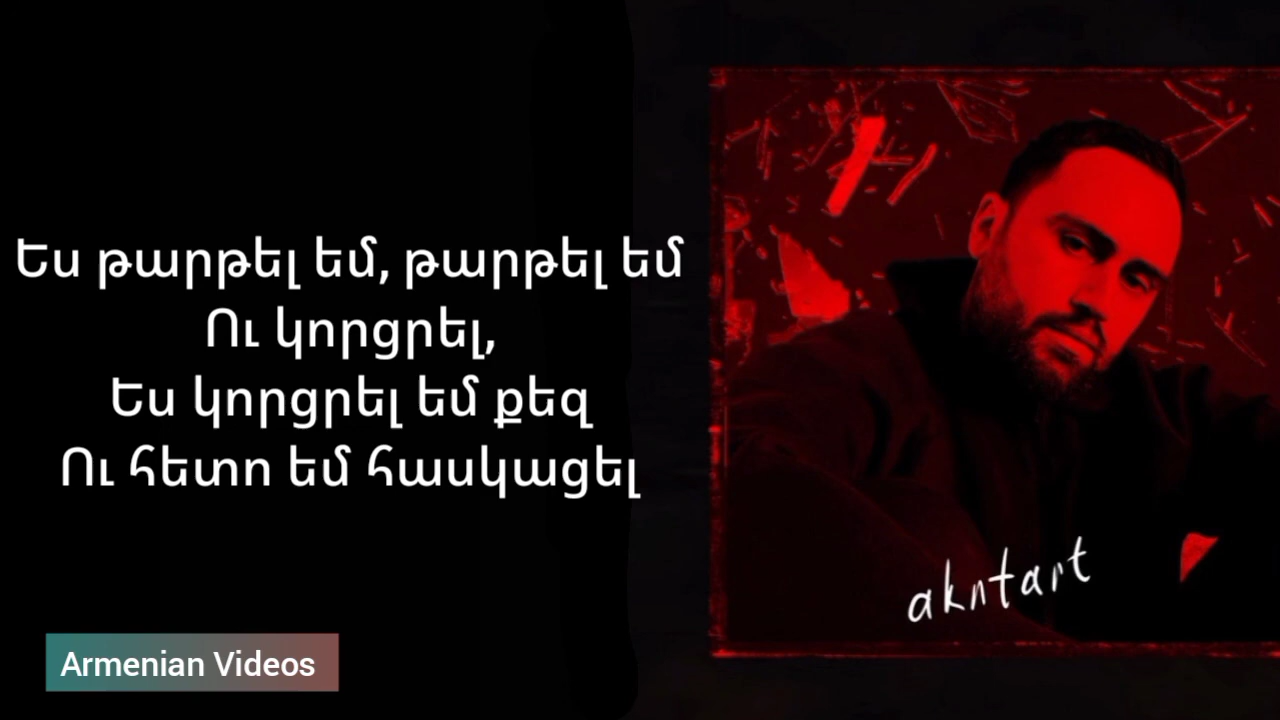 Ես թարթել եմ, թարթել եմ
Ու կորցրել,
Ես կորցրել եմ քեզ
Ու հետո եմ հասկացել
akntart
Armenian Videos